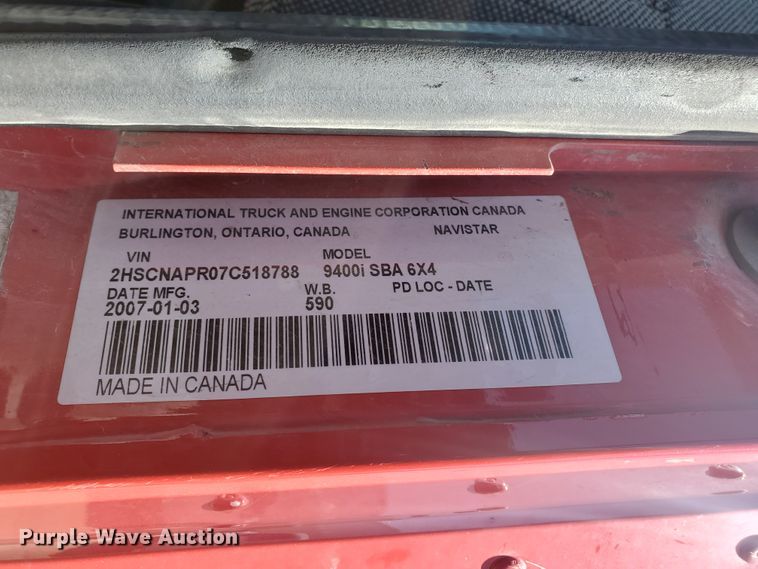 INTERNATIONAL TRUCK AND ENGINE CORPORATION CANADA
BURLINGTON, ONTARIO, CANADA NAVISTAR
VIN MODEL
2HSCNAPR07C518788 9400i SBA 6X4
DATE MFG. W.B. PD LOC - DATE
2007-01-03 590
MADE IN CANADA
Purple Wave Auction®